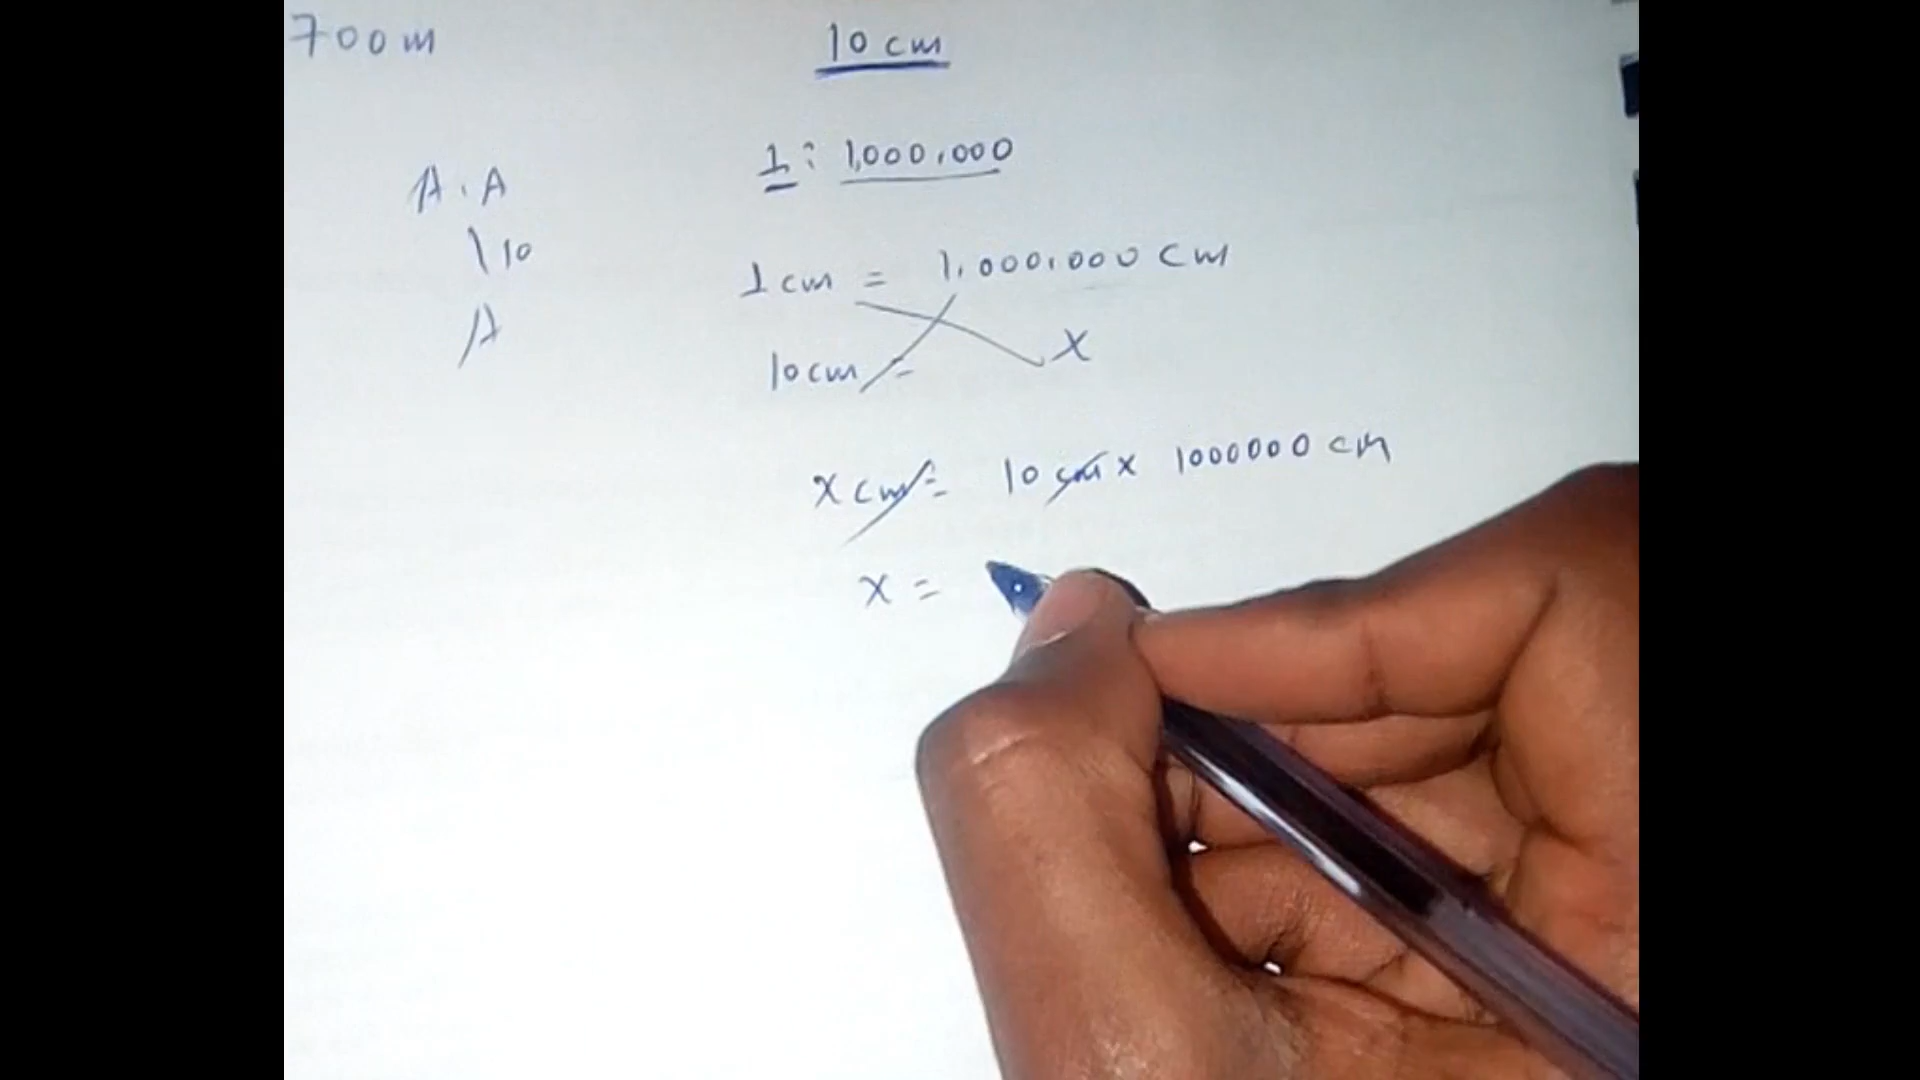 700m
10 cm
1 : 1,000,000
A. A
10
A
1 cm = 1,000,000 cm
10cm = x
x cm = 10 cm x 1000000 cm
x =